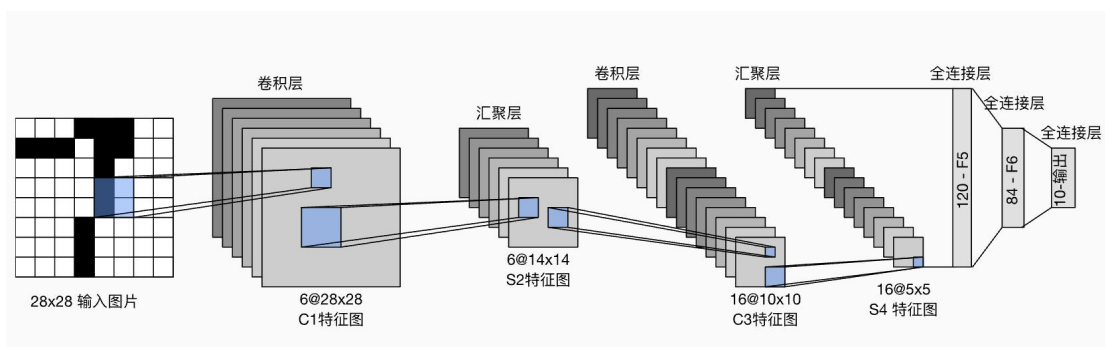 卷积层
汇聚层
卷积层
汇聚层
全连接层
全连接层
全连接层
120 - F5
84 - F6
10-输出
28x28 输入图片
6@28x28
C1特征图
6@14x14
S2特征图
16@10x10
C3特征图
16@5x5
S4 特征图